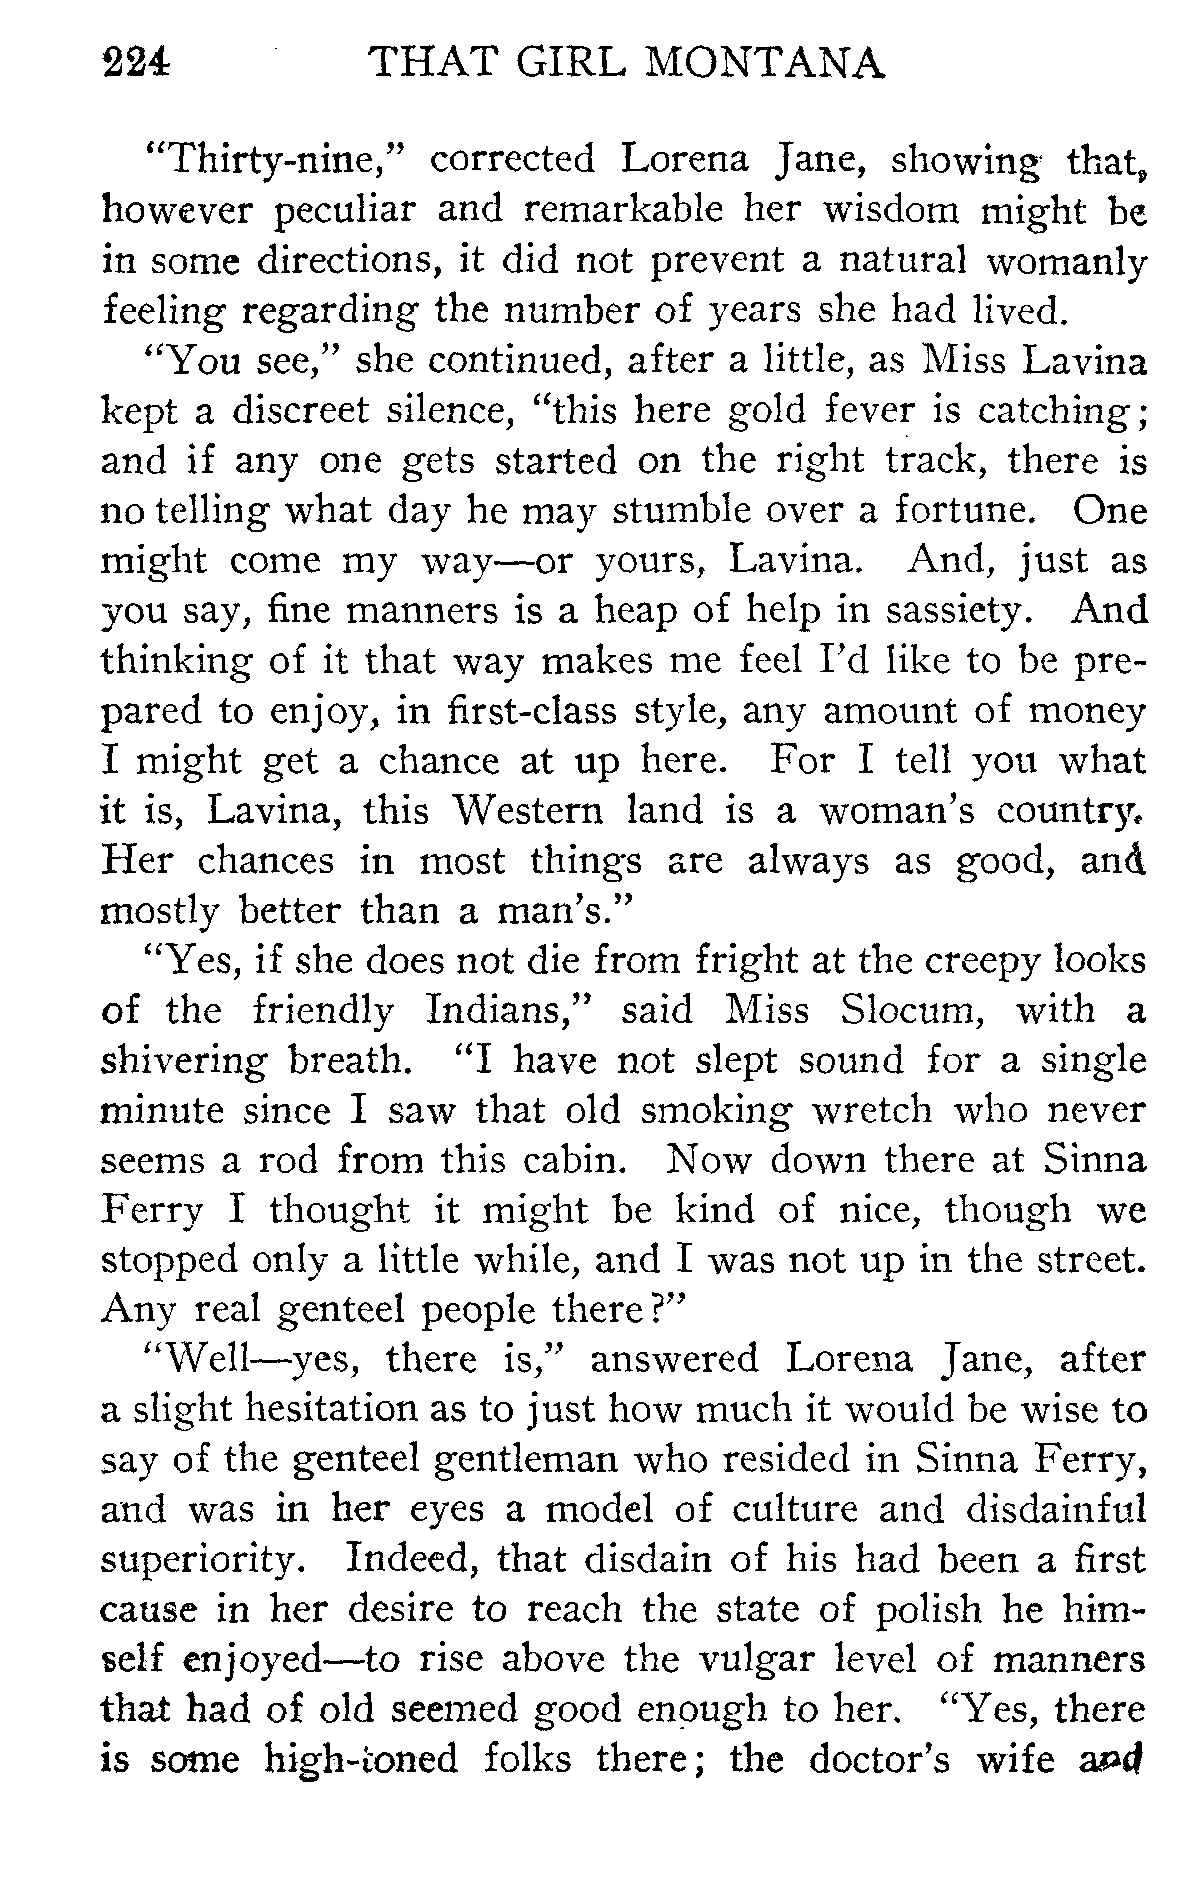 224 THAT GIRL MONTANA
“Thirty-nine,” corrected Lorena Jane, showing that,
however peculiar and remarkable her wisdom might be
in some directions, it did not prevent a natural womanly
feeling regarding the number of years she had lived.
“You see,” she continued, after a little, as Miss Lavina
kept a discreet silence, “this here gold fever is catching;
and if any one gets started on the right track, there is
no telling what day he may stumble over a fortune. One
might come my way—or yours, Lavina. And, just as
you say, fine manners is a heap of help in sassiety. And
thinking of it that way makes me feel I’d like to be pre-
pared to enjoy, in first-class style, any amount of money
I might get a chance at up here. For I tell you what
it is, Lavina, this Western land is a woman’s country.
Her chances in most things are always as good, and
mostly better than a man’s.”
“Yes, if she does not die from fright at the creepy looks
of the friendly Indians,” said Miss Slocum, with a
shivering breath. “I have not slept sound for a single
minute since I saw that old smoking wretch who never
seems a rod from this cabin. Now down there at Sinna
Ferry I thought it might be kind of nice, though we
stopped only a little while, and I was not up in the street.
Any real genteel people there?”
“Well—yes, there is,” answered Lorena Jane, after
a slight hesitation as to just how much it would be wise to
say of the genteel gentleman who resided in Sinna Ferry,
and was in her eyes a model of culture and disdainful
superiority. Indeed, that disdain of his had been a first
cause in her desire to reach the state of polish he him-
self enjoyed—to rise above the vulgar level of manners
that had of old seemed good enough to her. “Yes, there
is some high-toned folks there; the doctor’s wife and